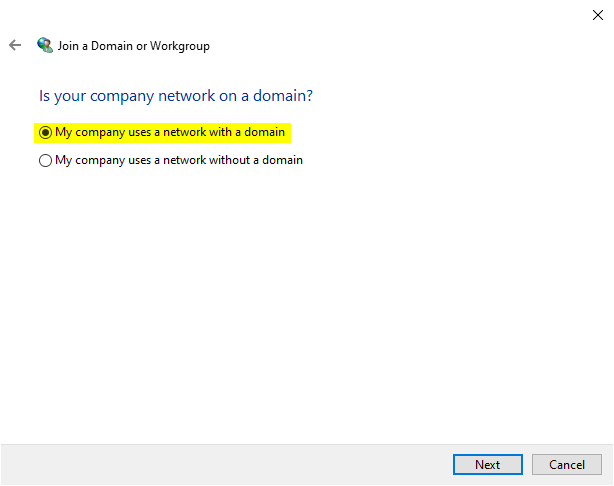 Join a Domain or Workgroup
Is your company network on a domain?
My company uses a network with a domain
My company uses a network without a domain
Next
Cancel